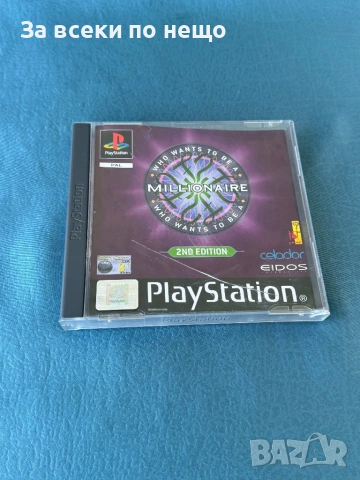 За всеки по нещо
PlayStation
PAL
PlayStation
WHO WANTS TO BE A
MILLIONAIRE
WHO WANTS TO BE A
2ND EDITION
celador
EIDOS
PlayStation®
BAZAR